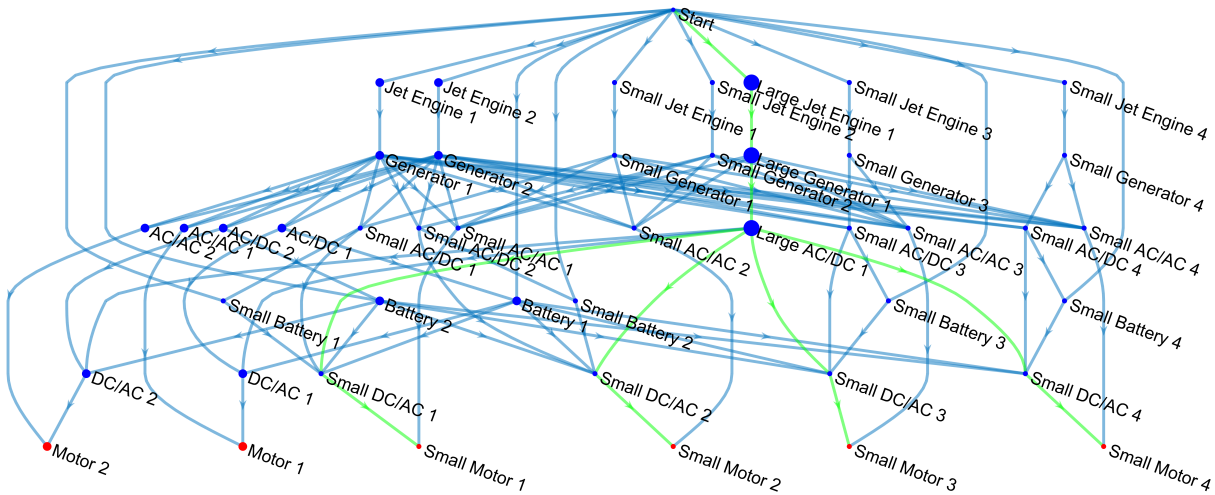 Start
Jet Engine 1
Jet Engine 2
Small Jet Engine 1
Small Jet Engine 2
Large Jet Engine 1
Small Jet Engine 3
Small Jet Engine 4
Generator 1
Generator 2
Small Generator 1
Small Generator 2
Large Generator 1
Small Generator 3
Small Generator 4
AC/AC 2
AC/AC 1
AC/DC 2
AC/DC 1
Small AC/DC 1
Small AC/DC 2
Small AC/AC 1
Small AC/AC 2
Large AC/DC 1
Small AC/DC 3
Small AC/AC 3
Small AC/DC 4
Small AC/AC 4
Small Battery 1
Battery 2
Battery 1
Small Battery 2
Small Battery 3
Small Battery 4
DC/AC 2
DC/AC 1
Small DC/AC 1
Small DC/AC 2
Small DC/AC 3
Small DC/AC 4
Motor 2
Motor 1
Small Motor 1
Small Motor 2
Small Motor 3
Small Motor 4